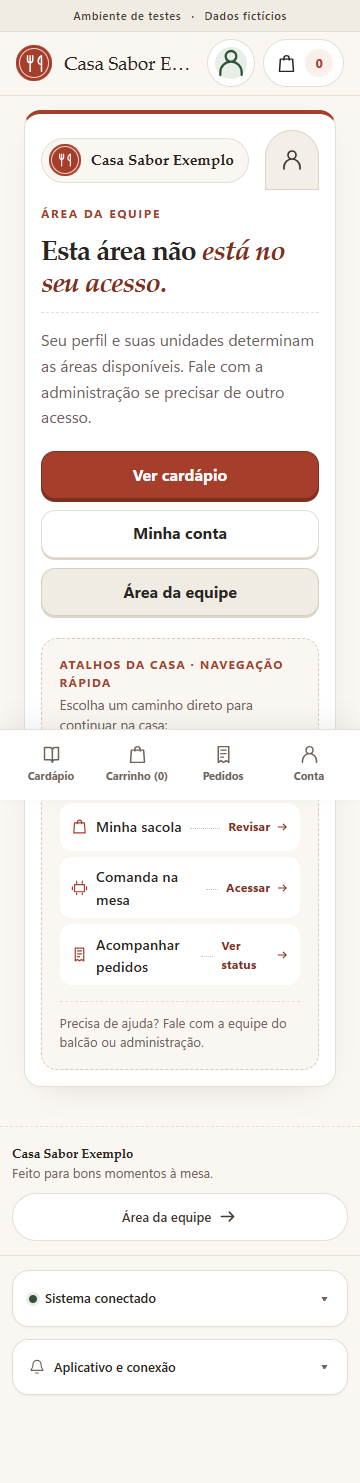 Ambiente de testes · Dados fictícios
Casa Sabor E...
0
Casa Sabor Exemplo
ÁREA DA EQUIPE
Esta área não está no
seu acesso.
Seu perfil e suas unidades determinam
as áreas disponíveis. Fale com a
administração se precisar de outro
acesso.
Ver cardápio
Minha conta
Área da equipe
ATALHOS DA CASA · NAVEGAÇÃO
RÁPIDA
Escolha um caminho direto para
continuar na casa:
Cardápio
Carrinho (0)
Pedidos
Conta
Minha sacola
Revisar →
Comanda na
mesa
Acessar →
Acompanhar
pedidos
Ver
status →
Precisa de ajuda? Fale com a equipe do
balcão ou administração.
Casa Sabor Exemplo
Feito para bons momentos à mesa.
Área da equipe →
Sistema conectado
Aplicativo e conexão